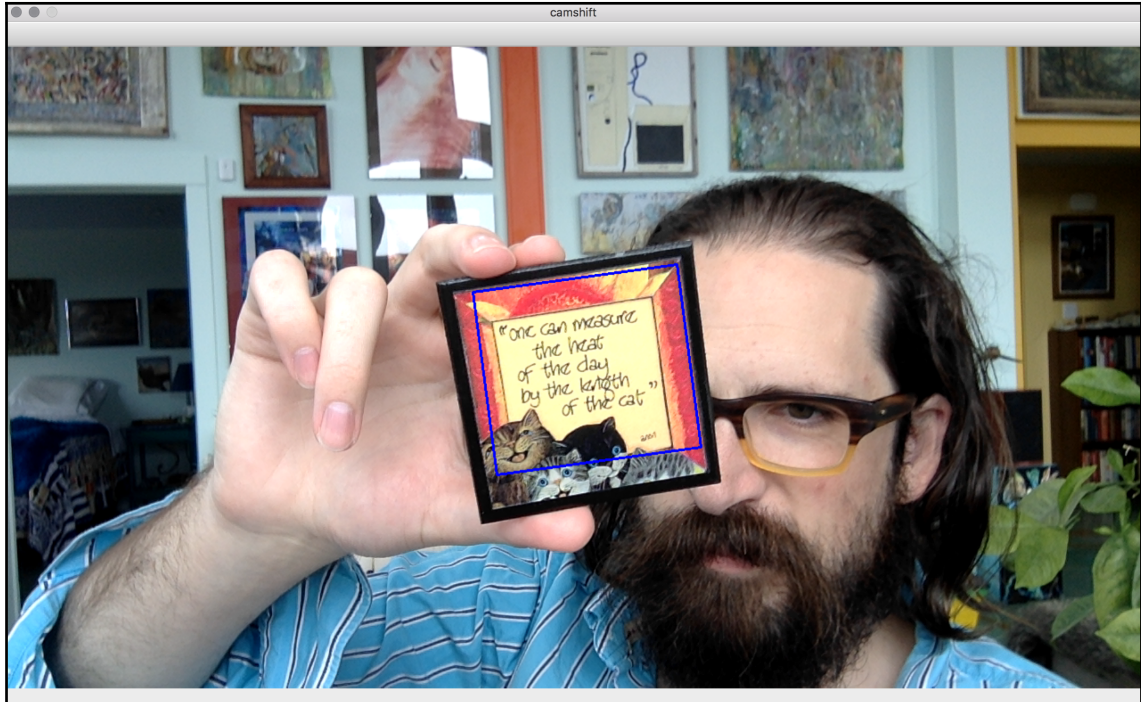 camshift
"one can measure
the heat
of the day
by the length
of the cat"